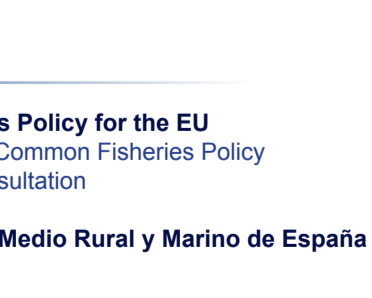 s Policy for the EU
Common Fisheries Policy
sultation
Medio Rural y Marino de España